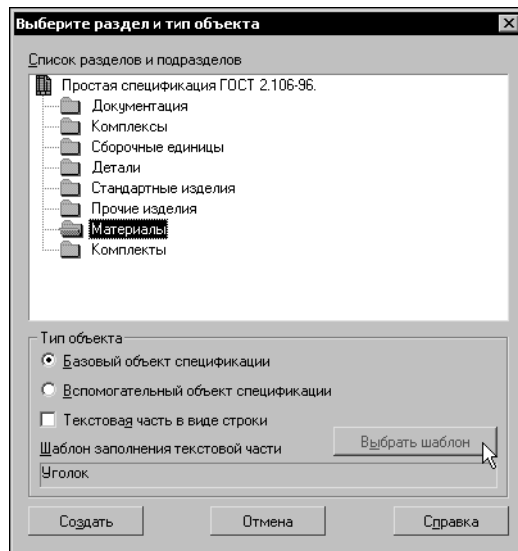 Выберите раздел и тип объекта
Список разделов и подразделов
Простая спецификация ГОСТ 2.106-96.
Документация
Комплексы
Сборочные единицы
Детали
Стандартные изделия
Прочие изделия
Материалы
Комплекты
Тип объекта
Базовый объект спецификации
Вспомогательный объект спецификации
Текстовая часть в виде строки
Шаблон заполнения текстовой части
Выбрать шаблон
Уголок
Создать Отмена Справка